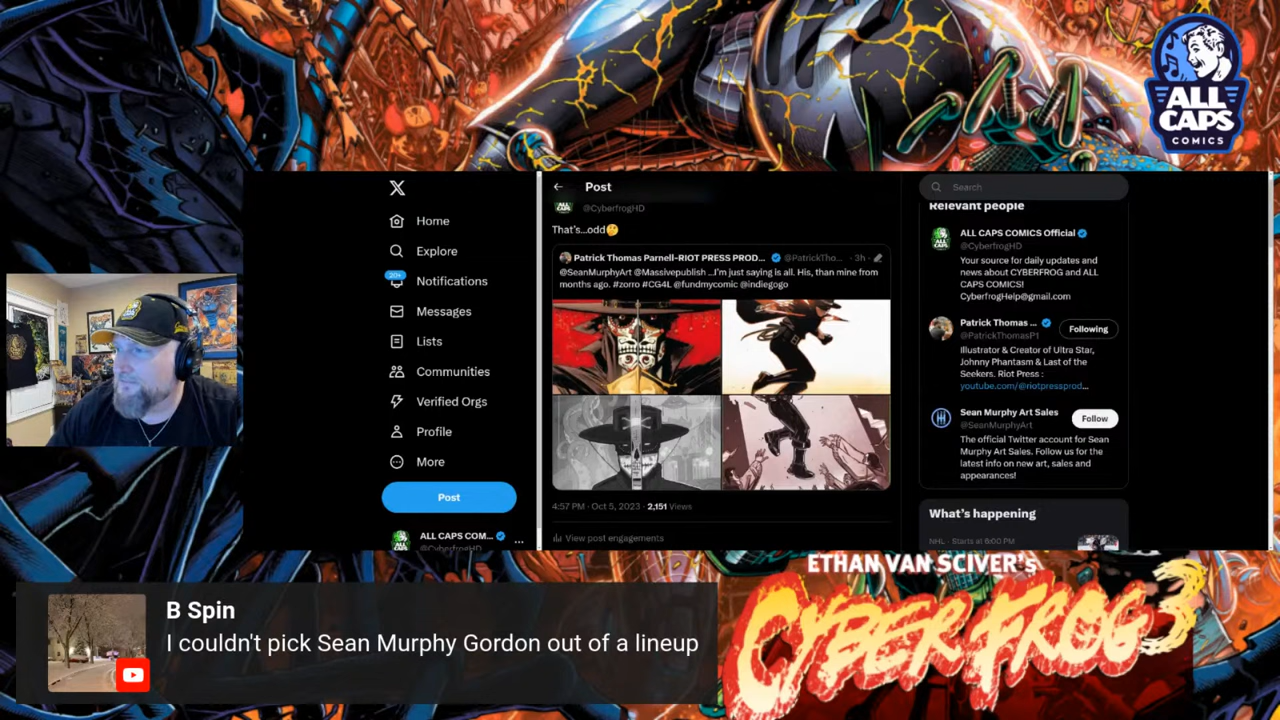 ALL
CAPS
COMICS
Home
Explore
20+
Notifications
Messages
Lists
Communities
Verified Orgs
Profile
More
Post
ALL CAPS COM...
@CyberfrogHD
...
Post
ALL CAPS
@CyberfrogHD
That's...odd🤔
Patrick Thomas Parnell-RIOT PRESS PROD... @PatrickTho... · 3h ·
@SeanMurphyArt @Massivepublish ...I'm just saying is all. His, than mine from
months ago. #zorro #CG4L @fundmycomic @indiegogo
4:57 PM · Oct 5, 2023 · 2,151 Views
View post engagements
Search
Relevant people
ALL CAPS COMICS Official
@CyberfrogHD
Your source for daily updates and
news about CYBERFROG and ALL
CAPS COMICS!
CyberfrogHelp@gmail.com
Patrick Thomas ...
@PatrickThomasP1
Following
Illustrator & Creator of Ultra Star,
Johnny Phantasm & Last of the
Seekers. Riot Press :
youtube.com/@riotpressprod...
Sean Murphy Art Sales
@SeanMurphyArt
Follow
The official Twitter account for Sean
Murphy Art Sales. Follow us for the
latest info on new art, sales and
appearances!
What's happening
NHL · Starts at 6:00 PM
B Spin
I couldn't pick Sean Murphy Gordon out of a lineup
ETHAN VAN SCIVER's
CYBERFROG 3